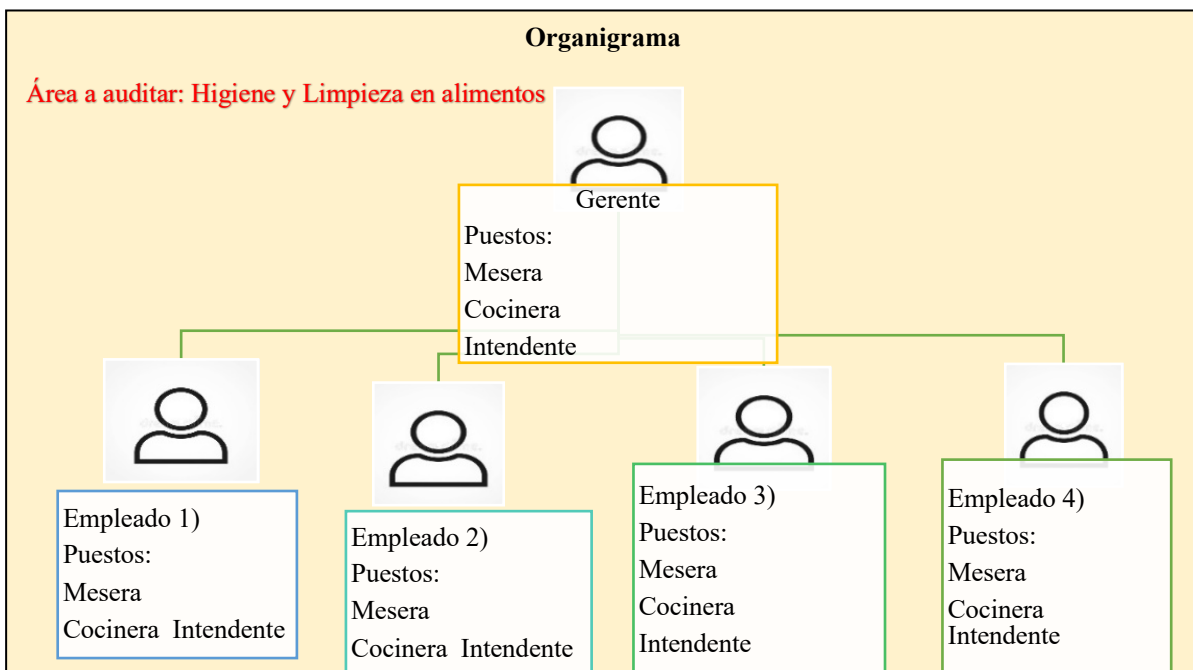 Organigrama
Área a auditar: Higiene y Limpieza en alimentos
Gerente
Puestos:
Mesera
Cocinera
Intendente
Empleado 1)
Puestos:
Mesera
Cocinera Intendente
Empleado 2)
Puestos:
Mesera
Cocinera Intendente
Empleado 3)
Puestos:
Mesera
Cocinera
Intendente
Empleado 4)
Puestos:
Mesera
Cocinera
Intendente